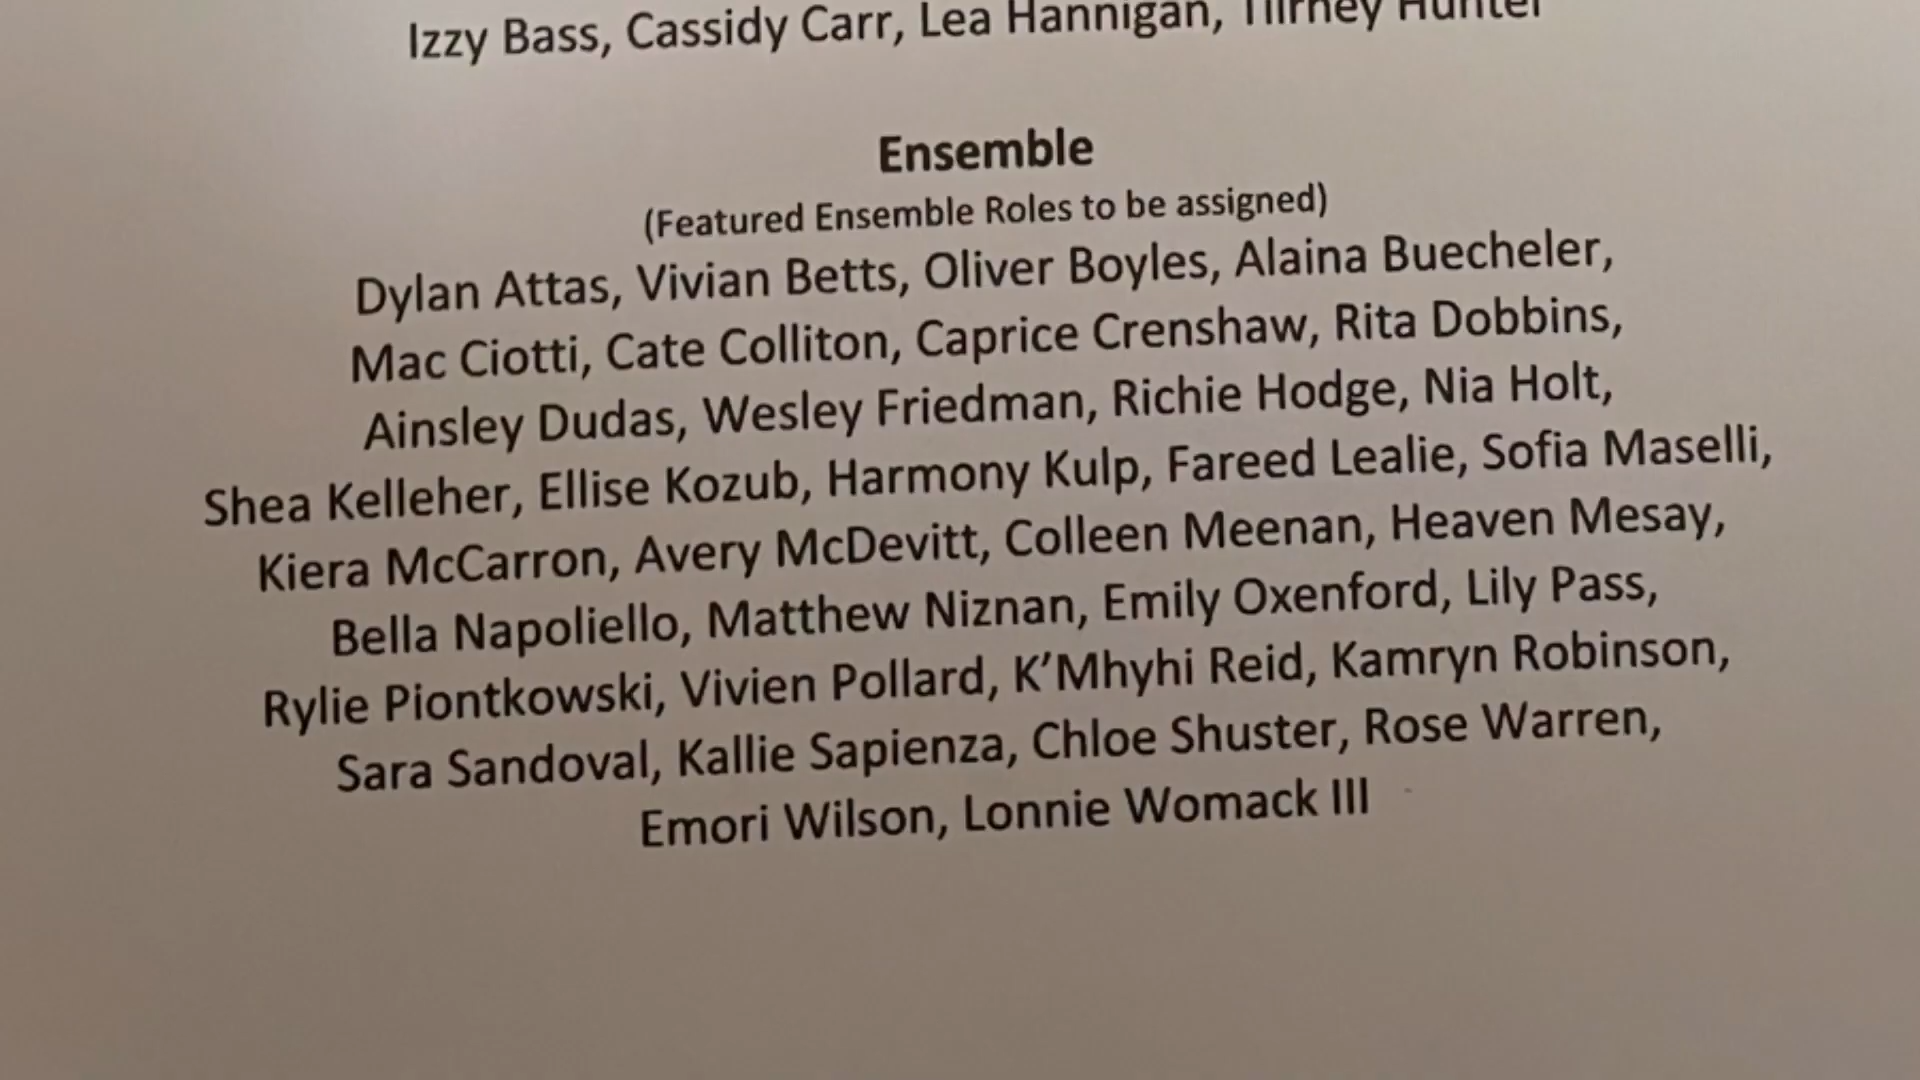 Izzy Bass, Cassidy Carr, Lea Hannigan, Hunter
Ensemble
(Featured Ensemble Roles to be assigned)
Dylan Attas, Vivian Betts, Oliver Boyles, Alaina Buecheler,
Mac Ciotti, Cate Colliton, Caprice Crenshaw, Rita Dobbins,
Ainsley Dudas, Wesley Friedman, Richie Hodge, Nia Holt,
Shea Kelleher, Ellise Kozub, Harmony Kulp, Fareed Lealie, Sofia Maselli,
Kiera McCarron, Avery McDevitt, Colleen Meenan, Heaven Mesay,
Bella Napoliello, Matthew Niznan, Emily Oxenford, Lily Pass,
Rylie Piontkowski, Vivien Pollard, K’Mhyhi Reid, Kamryn Robinson,
Sara Sandoval, Kallie Sapienza, Chloe Shuster, Rose Warren,
Emori Wilson, Lonnie Womack III